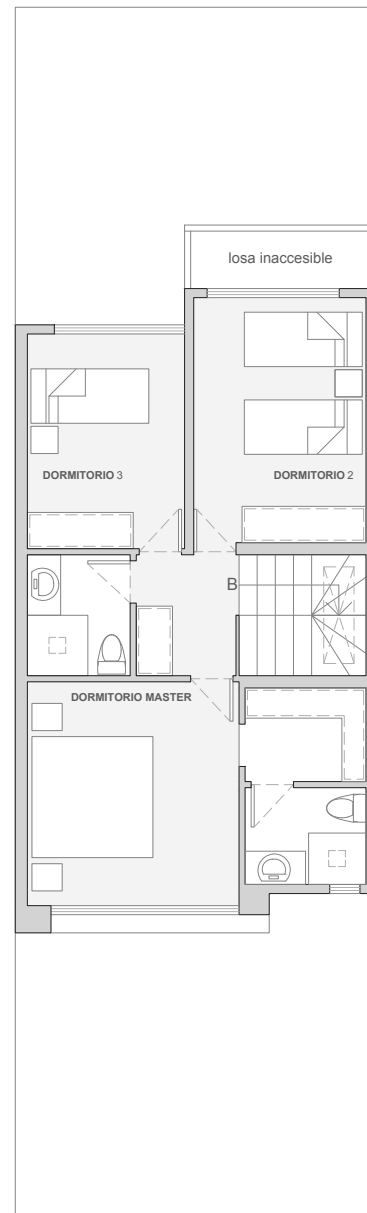 losa inaccesible
DORMITORIO 3
DORMITORIO 2
B
DORMITORIO MASTER